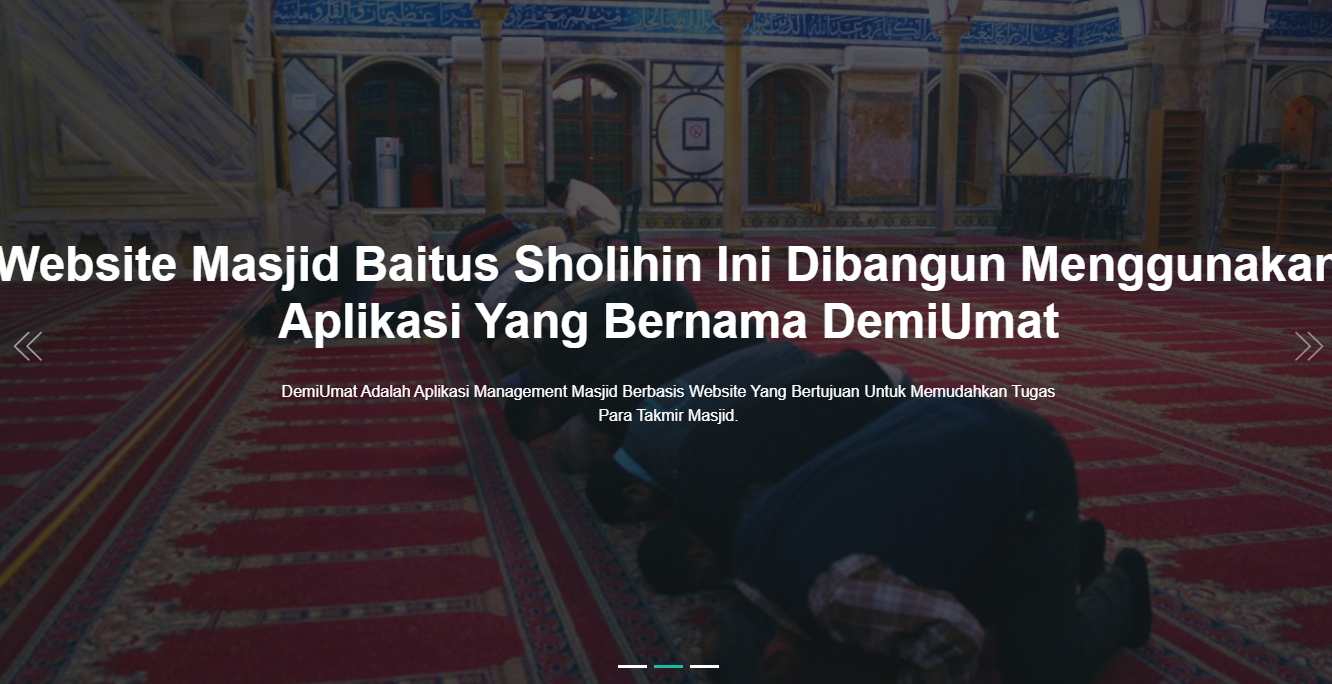 Website Masjid Baitus Sholihin Ini Dibangun Menggunakan
Aplikasi Yang Bernama DemiUmat
DemiUmat Adalah Aplikasi Management Masjid Berbasis Website Yang Bertujuan Untuk Memudahkan Tugas
Para Takmir Masjid.